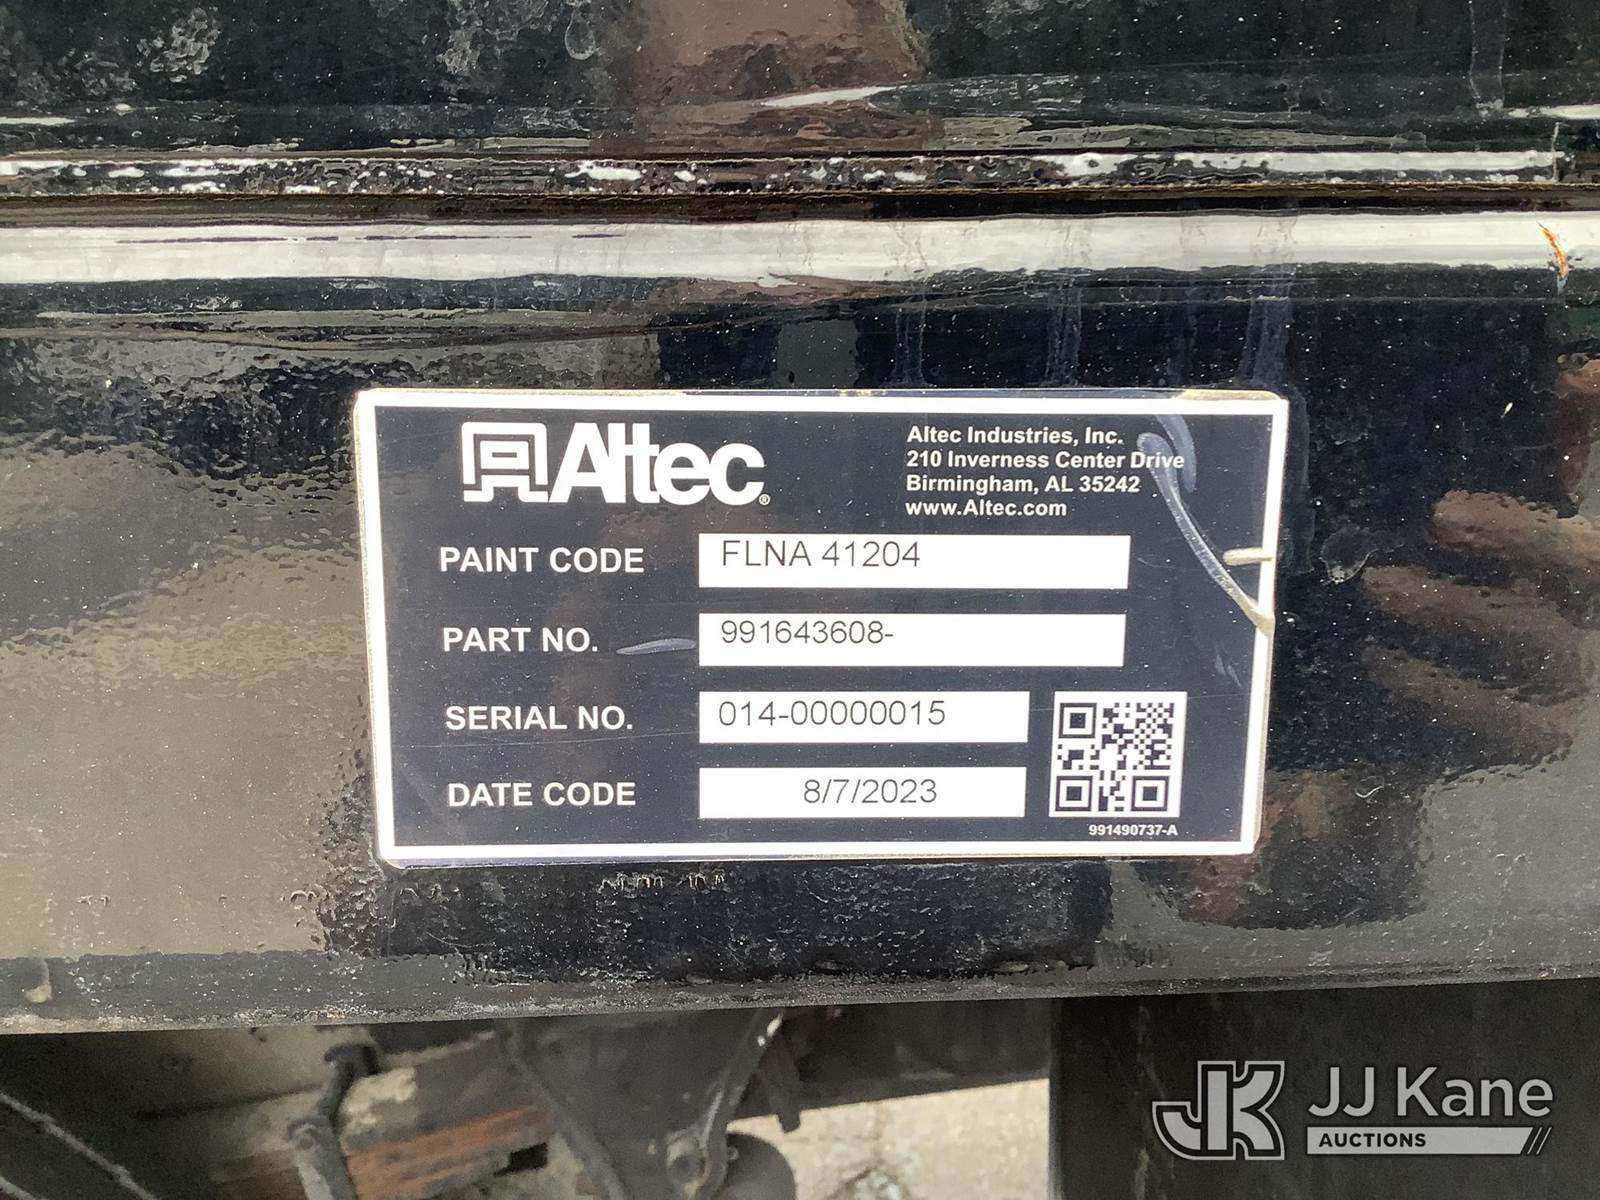 Altec®
Altec Industries, Inc.
210 Inverness Center Drive
Birmingham, AL 35242
www.Altec.com
PAINT CODE FLNA 41204
PART NO. 991643608-
SERIAL NO. 014-00000015
DATE CODE 8/7/2023
991490737-A
JK JJ Kane
AUCTIONS